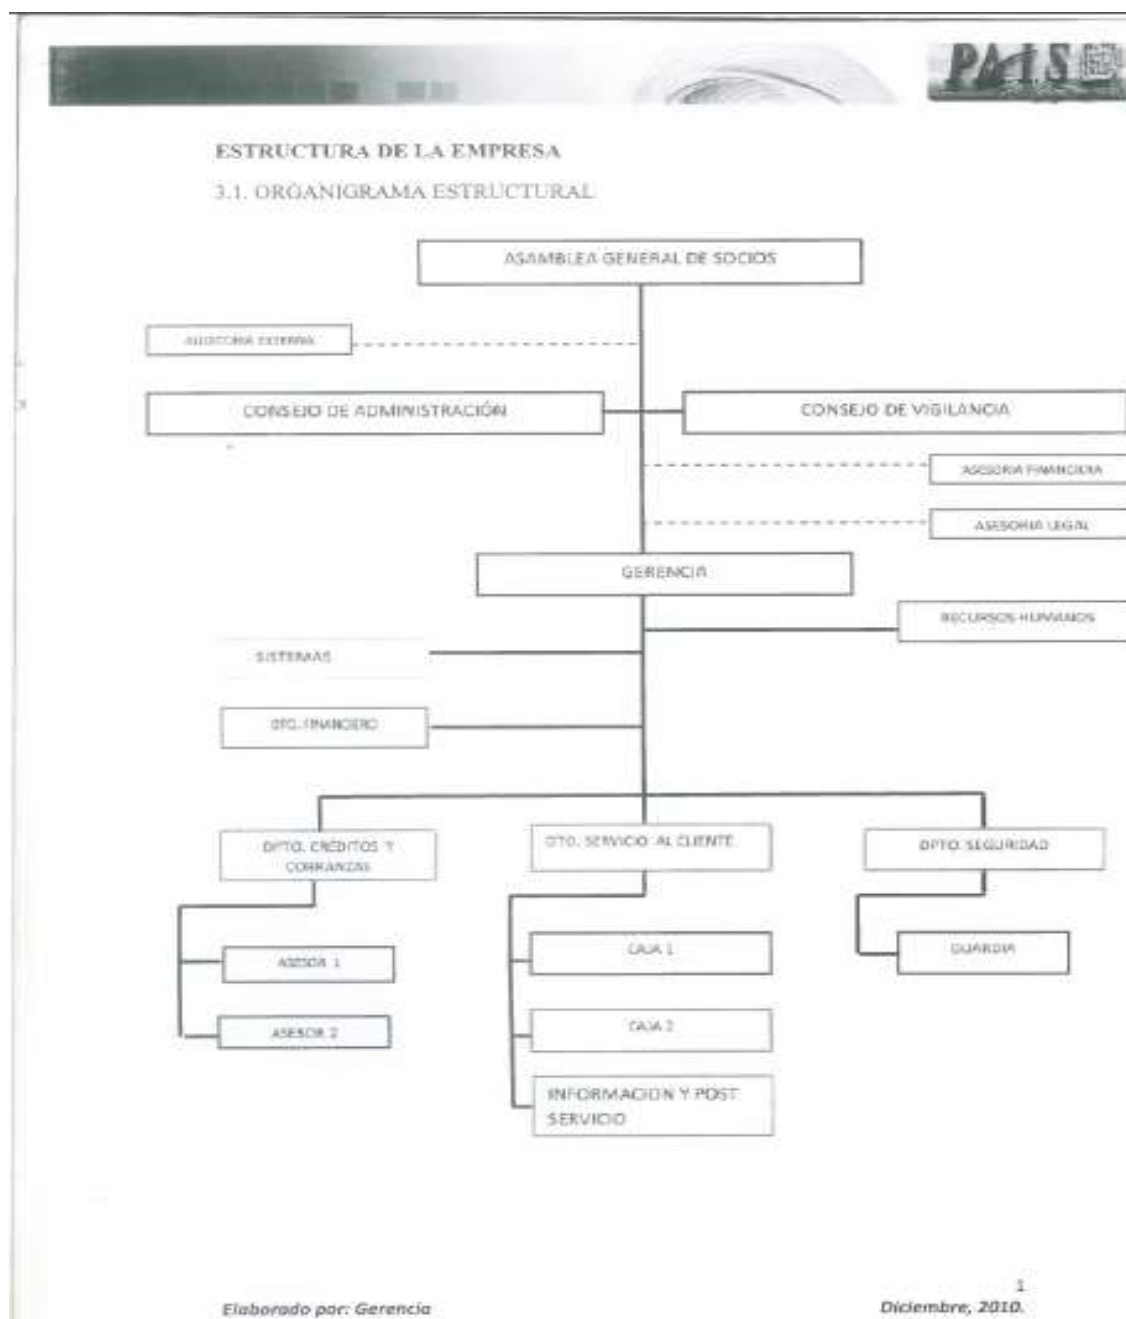 PAIS
ESTRUCTURA DE LA EMPRESA
3.1. ORGANIGRAMA ESTRUCTURAL
ASAMBLEA GENERAL DE SOCIOS
AUDITORIA EXTERNA
CONSEJO DE ADMINISTRACIÓN
CONSEJO DE VIGILANCIA
ASESORIA FINANCIERA
ASESORIA LEGAL
GERENCIA
RECURSOS HUMANOS
SISTEMAS
DTO. FINANCIERO
DPTO. CRÉDITOS Y
COBRANZAS
DTO. SERVICIO AL CLIENTE
DPTO. SEGURIDAD
ASESOR 1
CAJA 1
GUARDIA
ASESOR 2
CAJA 2
INFORMACION Y POST
SERVICIO
1
Elaborado por: Gerencia
Diciembre, 2010.